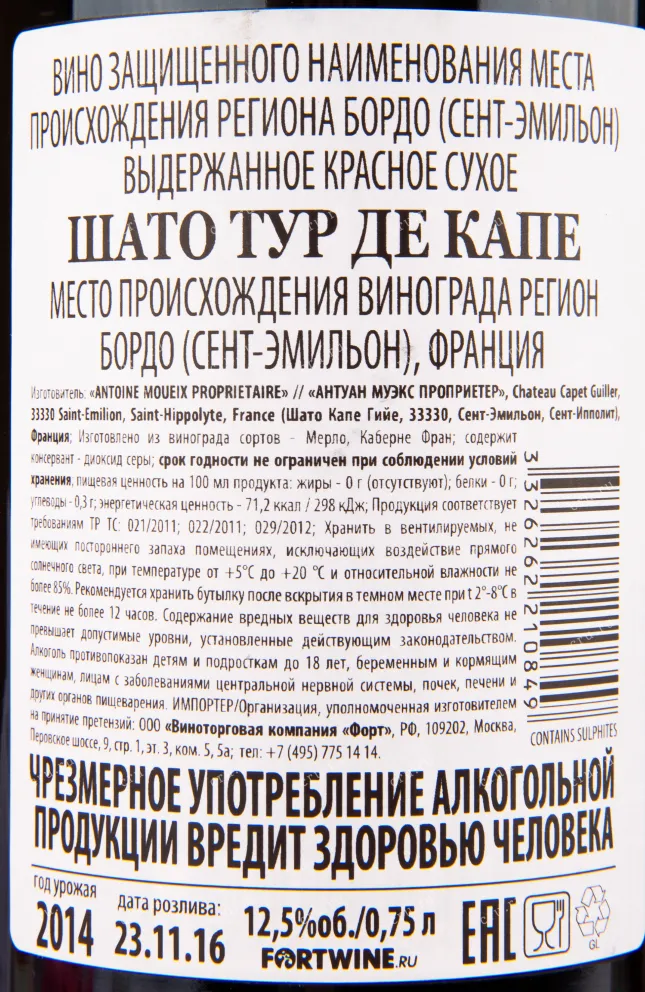 ВИНО ЗАЩИЩЕННОГО НАИМЕНОВАНИЯ МЕСТА
ПРОИСХОЖДЕНИЯ РЕГИОНА БОРДО (СЕНТ-ЭМИЛЬОН)
ВЫДЕРЖАННОЕ КРАСНОЕ СУХОЕ
ШАТО ТУР ДЕ КАПЕ
МЕСТО ПРОИСХОЖДЕНИЯ ВИНОГРАДА РЕГИОН
БОРДО (СЕНТ-ЭМИЛЬОН), ФРАНЦИЯ
Изготовитель: «ANTOINE MOUEIX PROPRIETAIRE» // «АНТУАН МУЭКС ПРОПРИЕТЕР», Chateau Capet Guiller,
33330 Saint-Emilion, Saint-Hippolyte, France (Шато Капе Гийе, 33330, Сент-Эмильон, Сент-Ипполит),
Франция; Изготовлено из винограда сортов - Мерло, Каберне Фран; содержит
консервант - диоксид серы; срок годности не ограничен при соблюдении условий
хранения, пищевая ценность на 100 мл продукта: жиры - 0 г (отсутствуют); белки - 0 г;
углеводы - 0,3 г; энергетическая ценность - 71,2 ккал / 298 кДж; Продукция соответствует
требованиям ТР ТС: 021/2011; 022/2011; 029/2012; Хранить в вентилируемых, не
имеющих постороннего запаха помещениях, исключающих воздействие прямого
солнечного света, при температуре от +5°С до +20 °С и относительной влажности не
более 85%. Рекомендуется хранить бутылку после вскрытия в темном месте при t 2°-8°С в
течение не более 12 часов. Содержание вредных веществ для здоровья человека не
превышает допустимые уровни, установленные действующим законодательством.
Алкоголь противопоказан детям и подросткам до 18 лет, беременным и кормящим
женщинам, лицам с заболеваниями центральной нервной системы, почек, печени и
других органов пищеварения. ИМПОРТЕР/Организация, уполномоченная изготовителем
на принятие претензий: ООО «Виноторговая компания «Форт», РФ, 109202, Москва,
Перовское шоссе, 9, стр. 1, эт. 3, ком. 5, 5а; тел: +7 (495) 775 14 14.
3326262210849
CONTAINS SULPHITES
ЧРЕЗМЕРНОЕ УПОТРЕБЛЕНИЕ АЛКОГОЛЬНОЙ
ПРОДУКЦИИ ВРЕДИТ ЗДОРОВЬЮ ЧЕЛОВЕКА
год урожая
2014
дата розлива:
23.11.16
12,5%об./0,75 л
FORTWINE.RU
EAC
GL